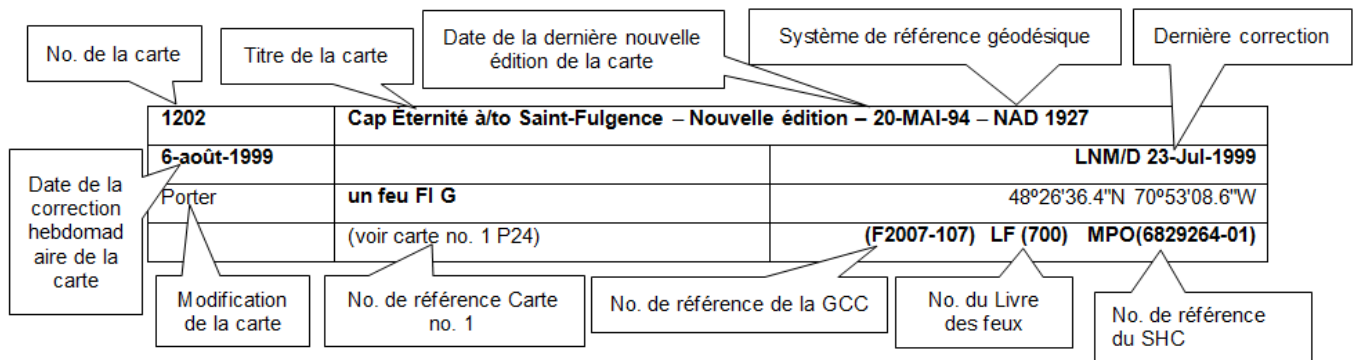 No. de la carte
Titre de la carte
Date de la dernière nouvelle
édition de la carte
Système de référence géodésique
Dernière correction
1202 Cap Éternité à/to Saint-Fulgence – Nouvelle édition – 20-MAI-94 – NAD 1927
6-août-1999 LNM/D 23-Jul-1999
Porter un feu Fl G 48º26'36.4"N 70º53'08.6"W
(voir carte no. 1 P24) (F2007-107) LF (700) MPO(6829264-01)
Date de la
correction
hebdomad
aire de la
carte
Modification
de la carte
No. de référence Carte
no. 1
No. de référence de la GCC
No. du Livre
des feux
No. de référence
du SHC